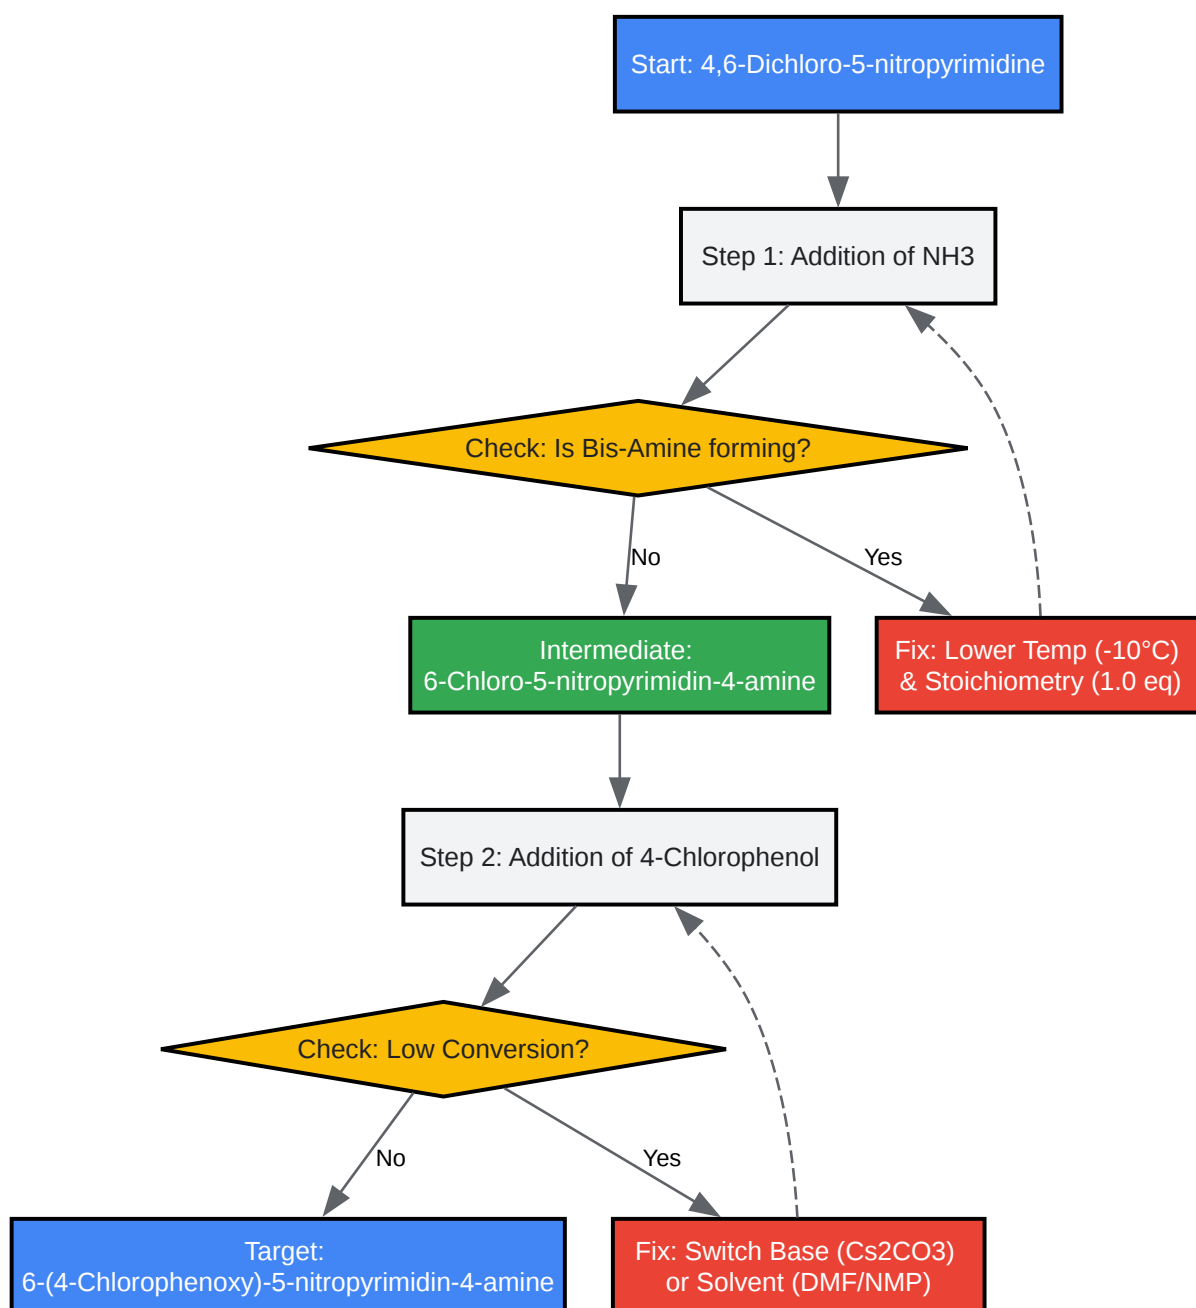 Start: 4,6-Dichloro-5-nitropyrimidine
Step 1: Addition of NH3
Check: Is Bis-Amine forming?
No
Yes
Intermediate:
6-Chloro-5-nitropyrimidin-4-amine
Fix: Lower Temp (-10°C)
& Stoichiometry (1.0 eq)
Step 2: Addition of 4-Chlorophenol
Check: Low Conversion?
No
Yes
Target:
6-(4-Chlorophenoxy)-5-nitropyrimidin-4-amine
Fix: Switch Base (Cs2CO3)
or Solvent (DMF/NMP)